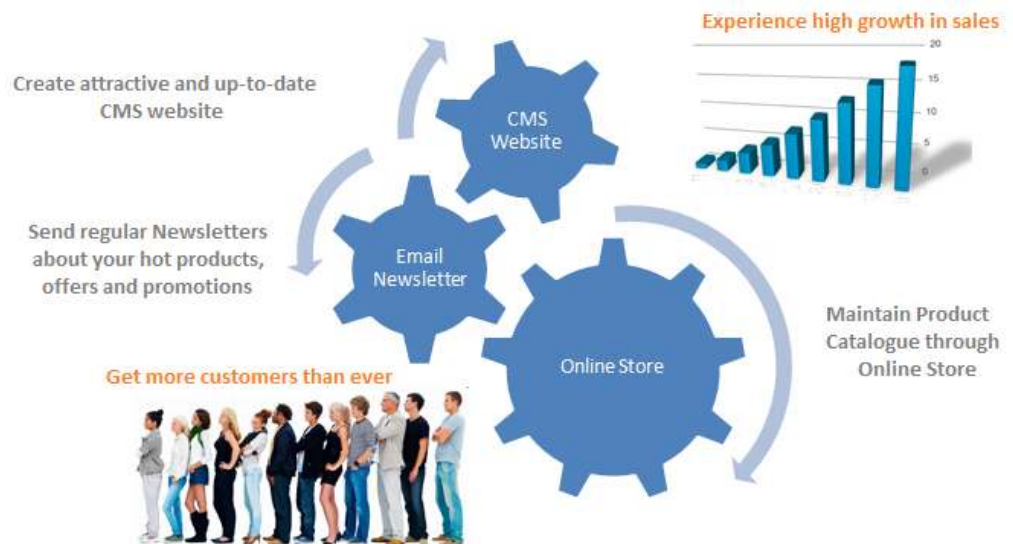 Experience high growth in sales
20
15
10
5
0
Create attractive and up-to-date
CMS website
CMS
Website
Send regular Newsletters
about your hot products,
offers and promotions
Email
Newsletter
Maintain Product
Catalogue through
Online Store
Online Store
Get more customers than ever